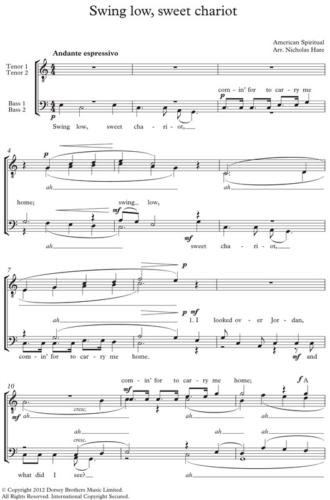 Swing low, sweet chariot
American Spiritual
Arr. Nicholas Hare
Andante espressivo
Tenor 1
Tenor 2
com-in' for to car-ry me
p
Bass 1
Bass 2
p
Swing low, sweet cha-ri-ot,
4
p
ah
ah
home; swing low,
mf
ah sweet cha-ri-ot,
7
p
p mf
ah 1. I looked ov-er Jor-dan,
com-in' for to car-ry me home. mf and
com-in' for to car-ry me home; f A
10
ah cresc. ah
mf
what did I see? cresc.
ah
© Copyright 2012 Dorsey Brothers Music Limited.
All Rights Reserved. International Copyright Secured.